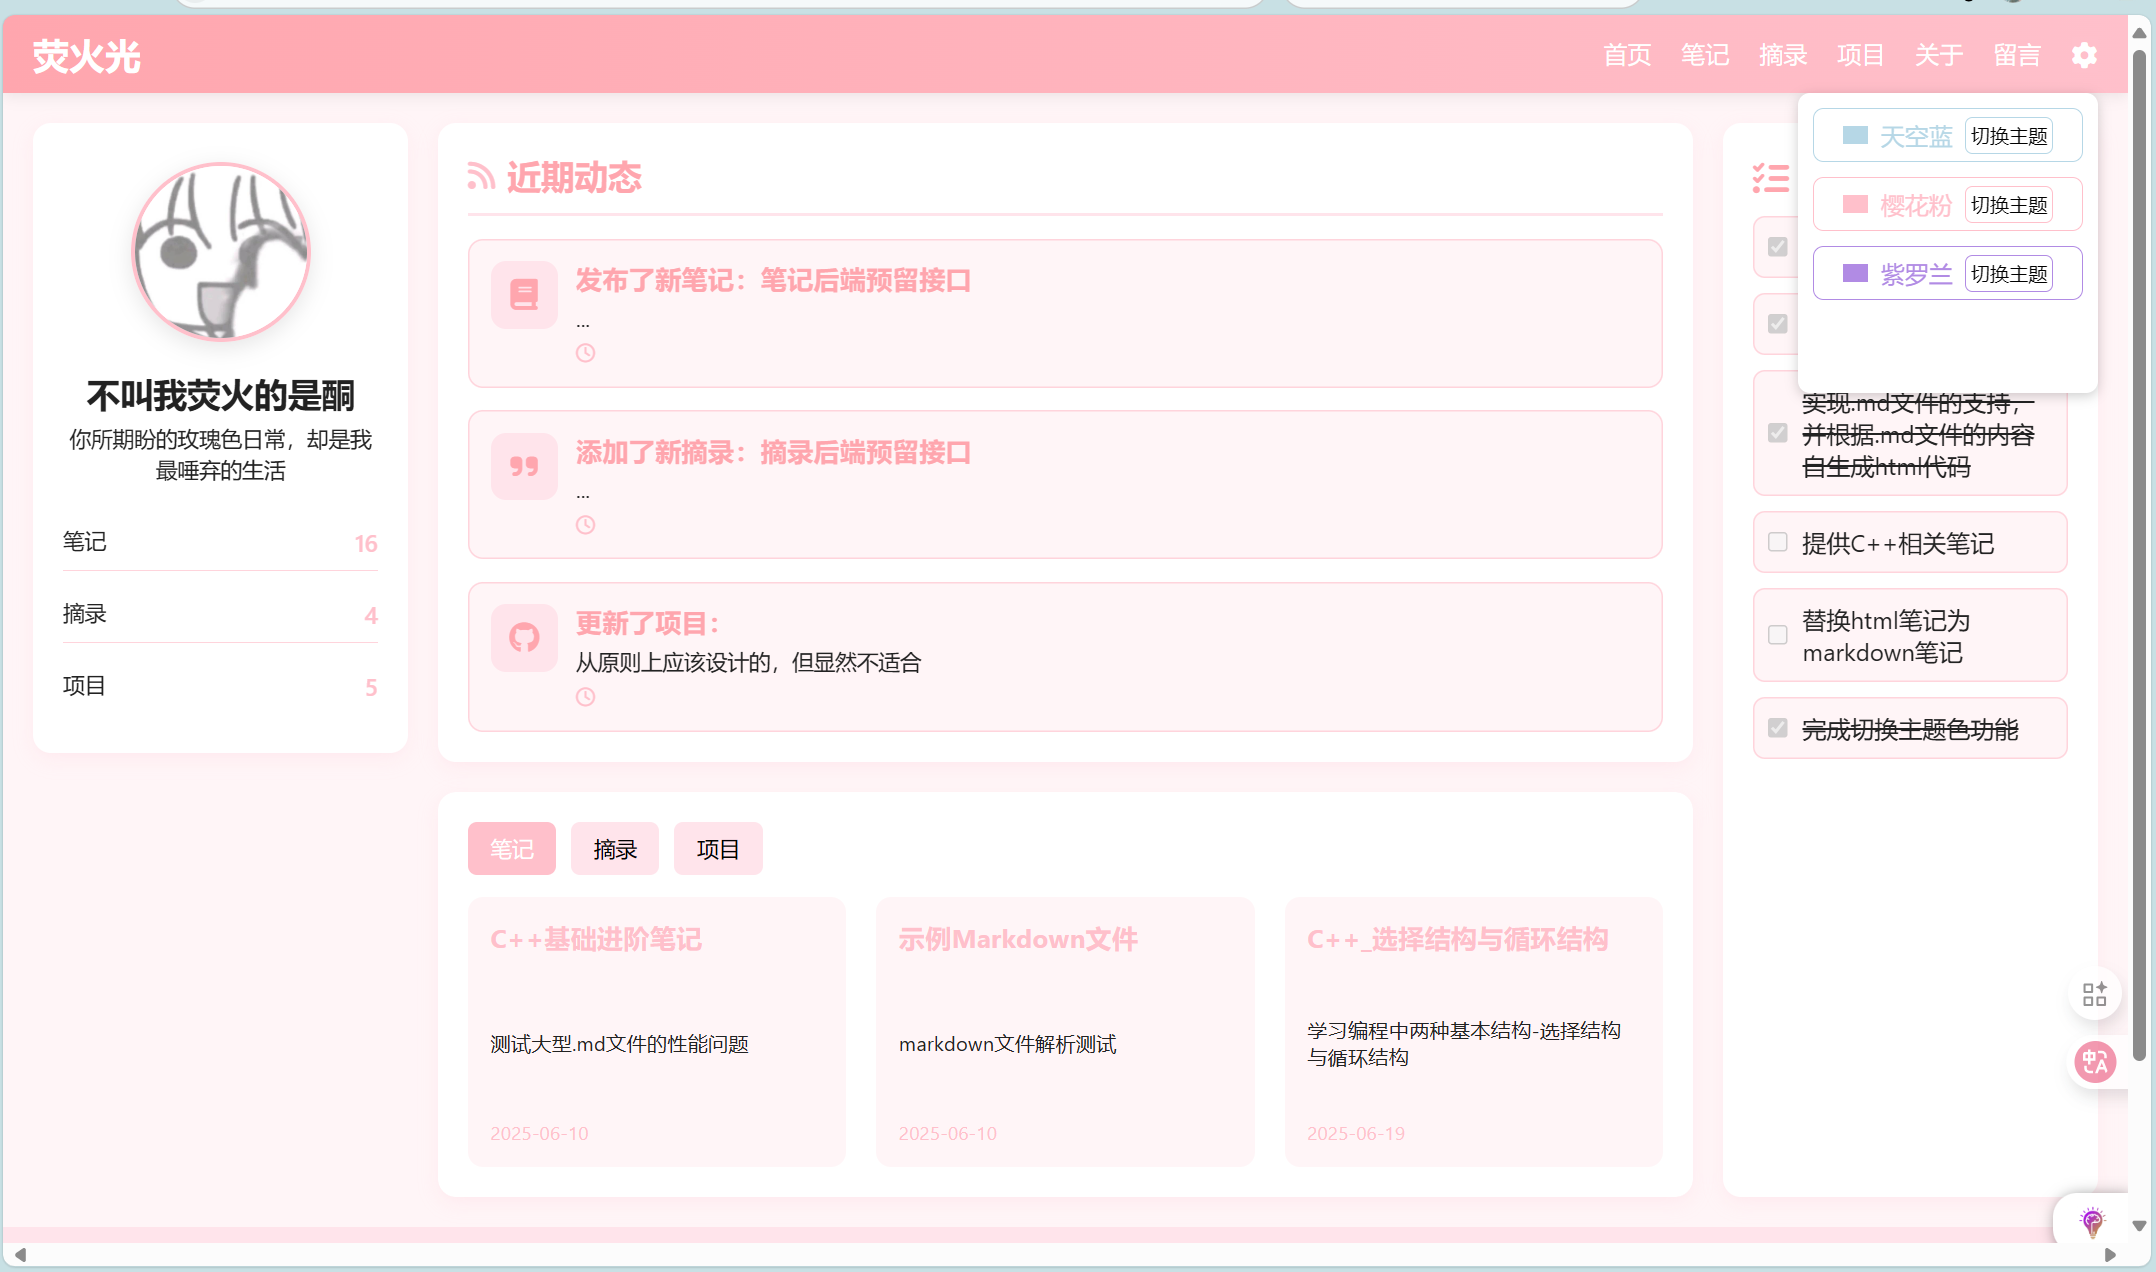 荧火光
首页 笔记 摘录 项目 关于 留言
天空蓝 切换主题
樱花粉 切换主题
紫罗兰 切换主题
不叫我荧火的是酮
你所期盼的玫瑰色日常，却是我
最唾弃的生活
笔记 16
摘录 4
项目 5
近期动态
发布了新笔记：笔记后端预留接口
...
添加了新摘录：摘录后端预留接口
...
更新了项目：
从原则上应该设计的，但显然不适合
笔记 摘录 项目
C++基础进阶笔记
测试大型.md文件的性能问题
2025-06-10
示例Markdown文件
markdown文件解析测试
2025-06-10
C++_选择结构与循环结构
学习编程中两种基本结构-选择结构
与循环结构
2025-06-19
实现.md文件的支持，
并根据.md文件的内容
自生成html代码
提供C++相关笔记
替换html笔记为
markdown笔记
完成切换主题色功能
中A